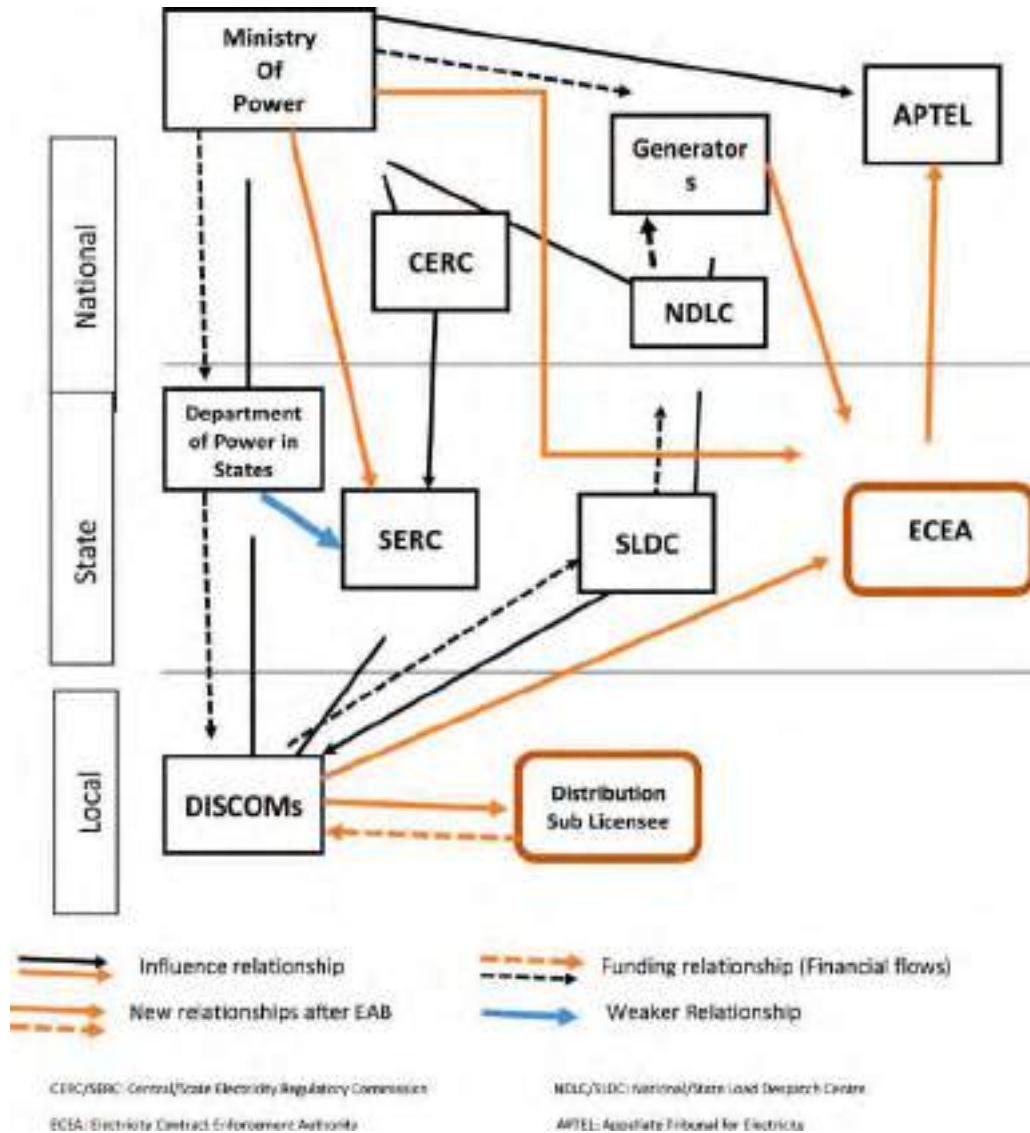 Ministry
Of
Power
APTEL
Generator
s
National
CERC
NDLC
Department
of Power in
States
State
SERC
SLDC
ECEA
Local
DISCOMs
Distribution
Sub Licensee
Influence relationship
Funding relationship (Financial flows)
New relationships after EAB
Weaker Relationship
CERC/SERC: Central/State Electricity Regulatory Commission
NDLC/SLDC: National/State Load Despatch Centre
ECEA: Electricity Contract Enforcement Authority
APTEL: Appellate Tribunal for Electricity